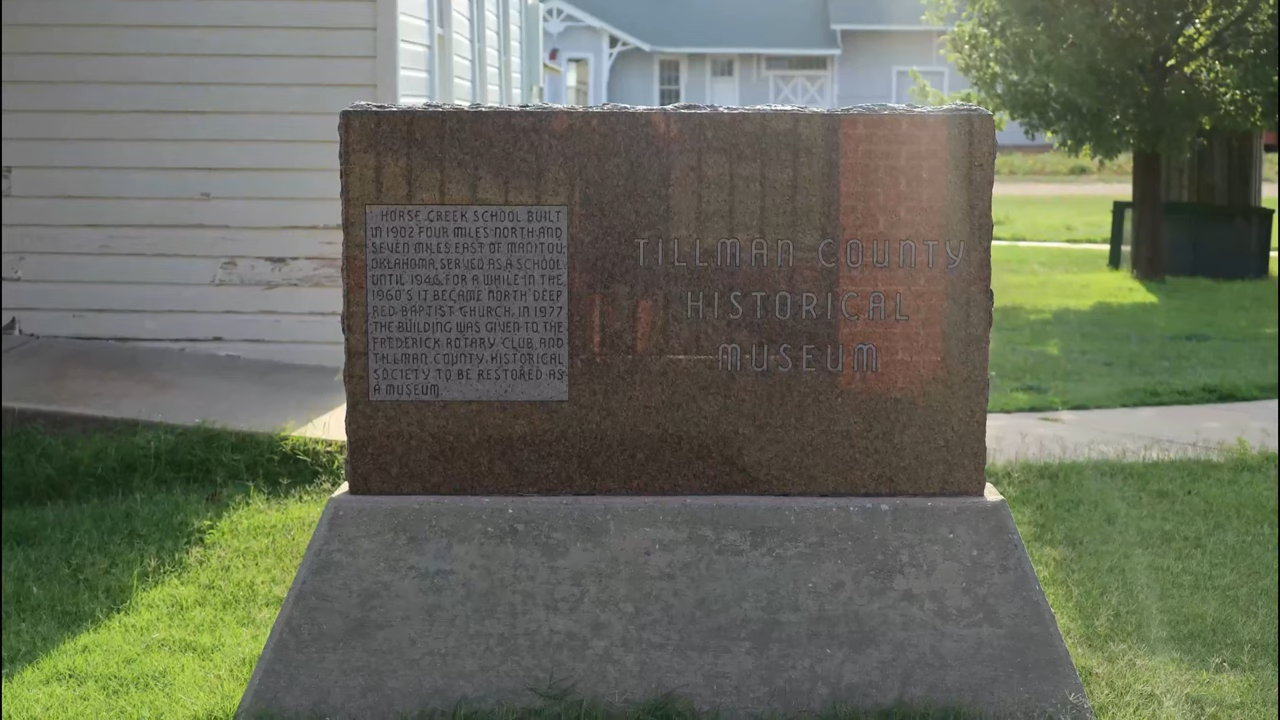 HORSE CREEK SCHOOL BUILT
IN 1902 FOUR MILES NORTH AND
SEVEN MILES EAST OF MANITOU,
OKLAHOMA, SERVED AS A SCHOOL
UNTIL 1946. FOR A WHILE IN THE
1960'S IT BECAME NORTH DEEP
RED BAPTIST CHURCH. IN 1977
THE BUILDING WAS GIVEN TO THE
FREDERICK ROTARY CLUB AND
TILLMAN COUNTY HISTORICAL
SOCIETY TO BE RESTORED AS
A MUSEUM.
TILLMAN COUNTY
HISTORICAL
MUSEUM